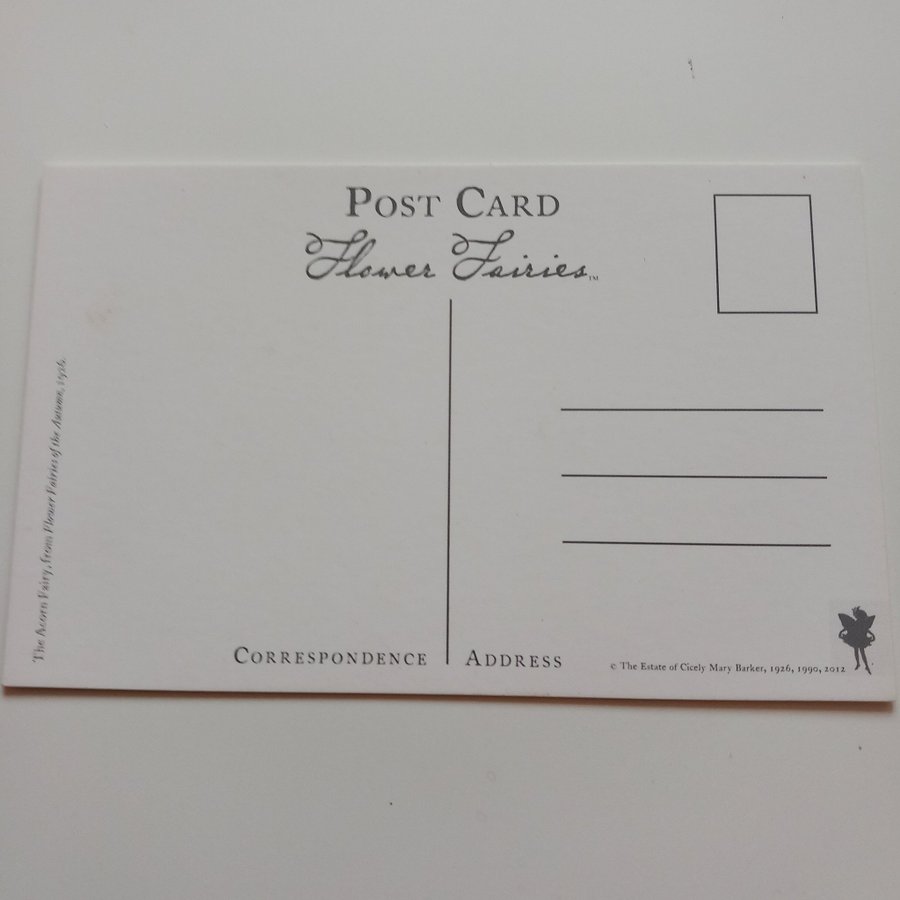 POST CARD
Flower Fairies™
The Acorn Fairy, from Flower Fairies of the Autumn, 1926.
CORRESPONDENCE
ADDRESS
© The Estate of Cicely Mary Barker, 1926, 1990, 2012